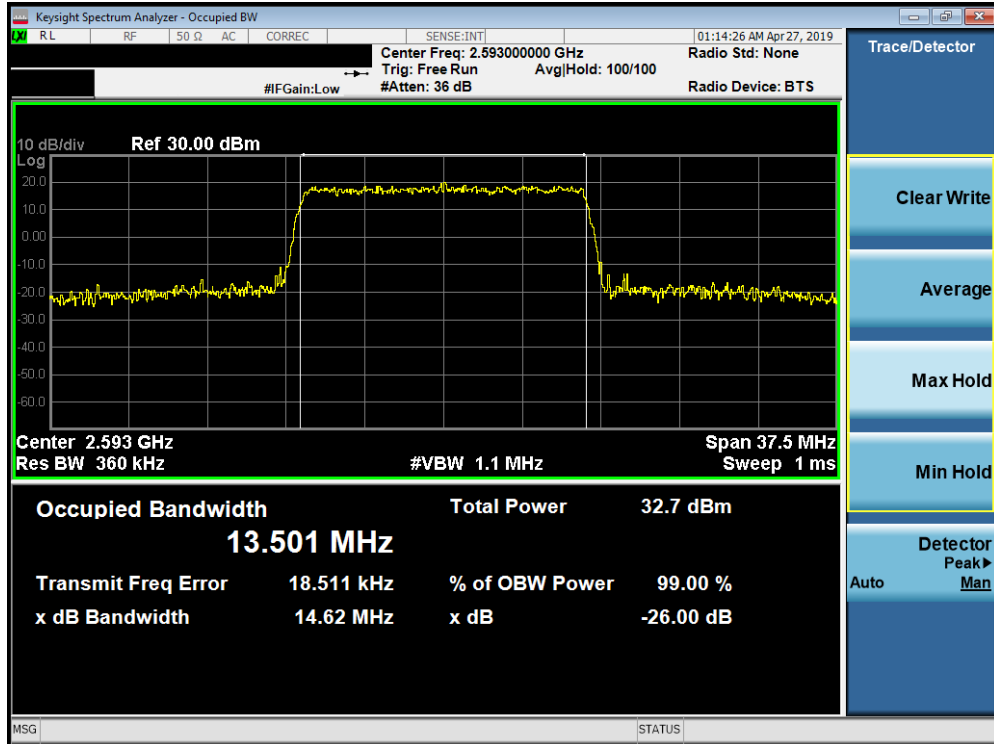 Keysight Spectrum Analyzer - Occupied BW
LXI RL RF 50 Ω AC CORREC SENSE:INT 01:14:26 AM Apr 27, 2019
Center Freq: 2.593000000 GHz Radio Std: None
Trig: Free Run Avg|Hold: 100/100
#IFGain:Low #Atten: 36 dB Radio Device: BTS
Trace/Detector
10 dB/div Ref 30.00 dBm
Log
20.0
10.0
0.00
-10.0
-20.0
-30.0
-40.0
-50.0
-60.0
Center 2.593 GHz Span 37.5 MHz
Res BW 360 kHz #VBW 1.1 MHz Sweep 1 ms
Occupied Bandwidth Total Power 32.7 dBm
13.501 MHz
Transmit Freq Error 18.511 kHz % of OBW Power 99.00 %
x dB Bandwidth 14.62 MHz x dB -26.00 dB
Clear Write
Average
Max Hold
Min Hold
Detector
Peak▶
Auto Man
MSG STATUS